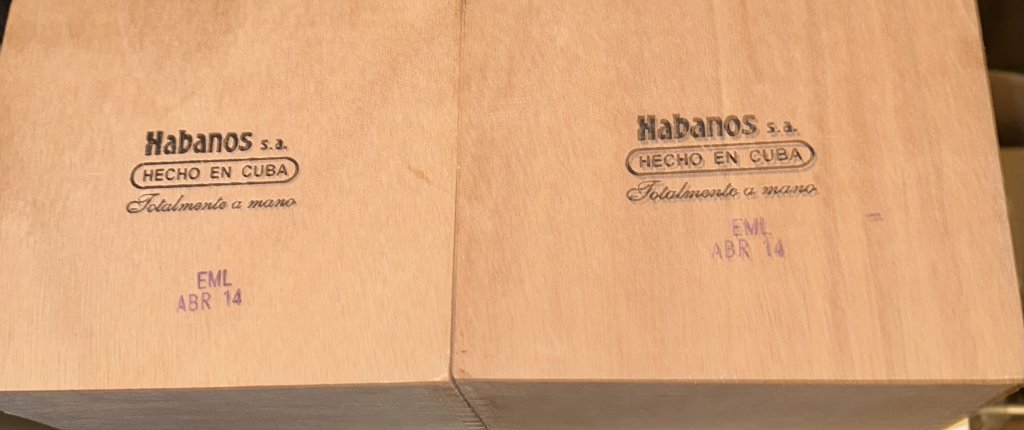 Habanos s.a.
HECHO EN CUBA
Totalmente a mano
EML
ABR 14
Habanos s.a.
HECHO EN CUBA
Totalmente a mano
EML
ABR 14